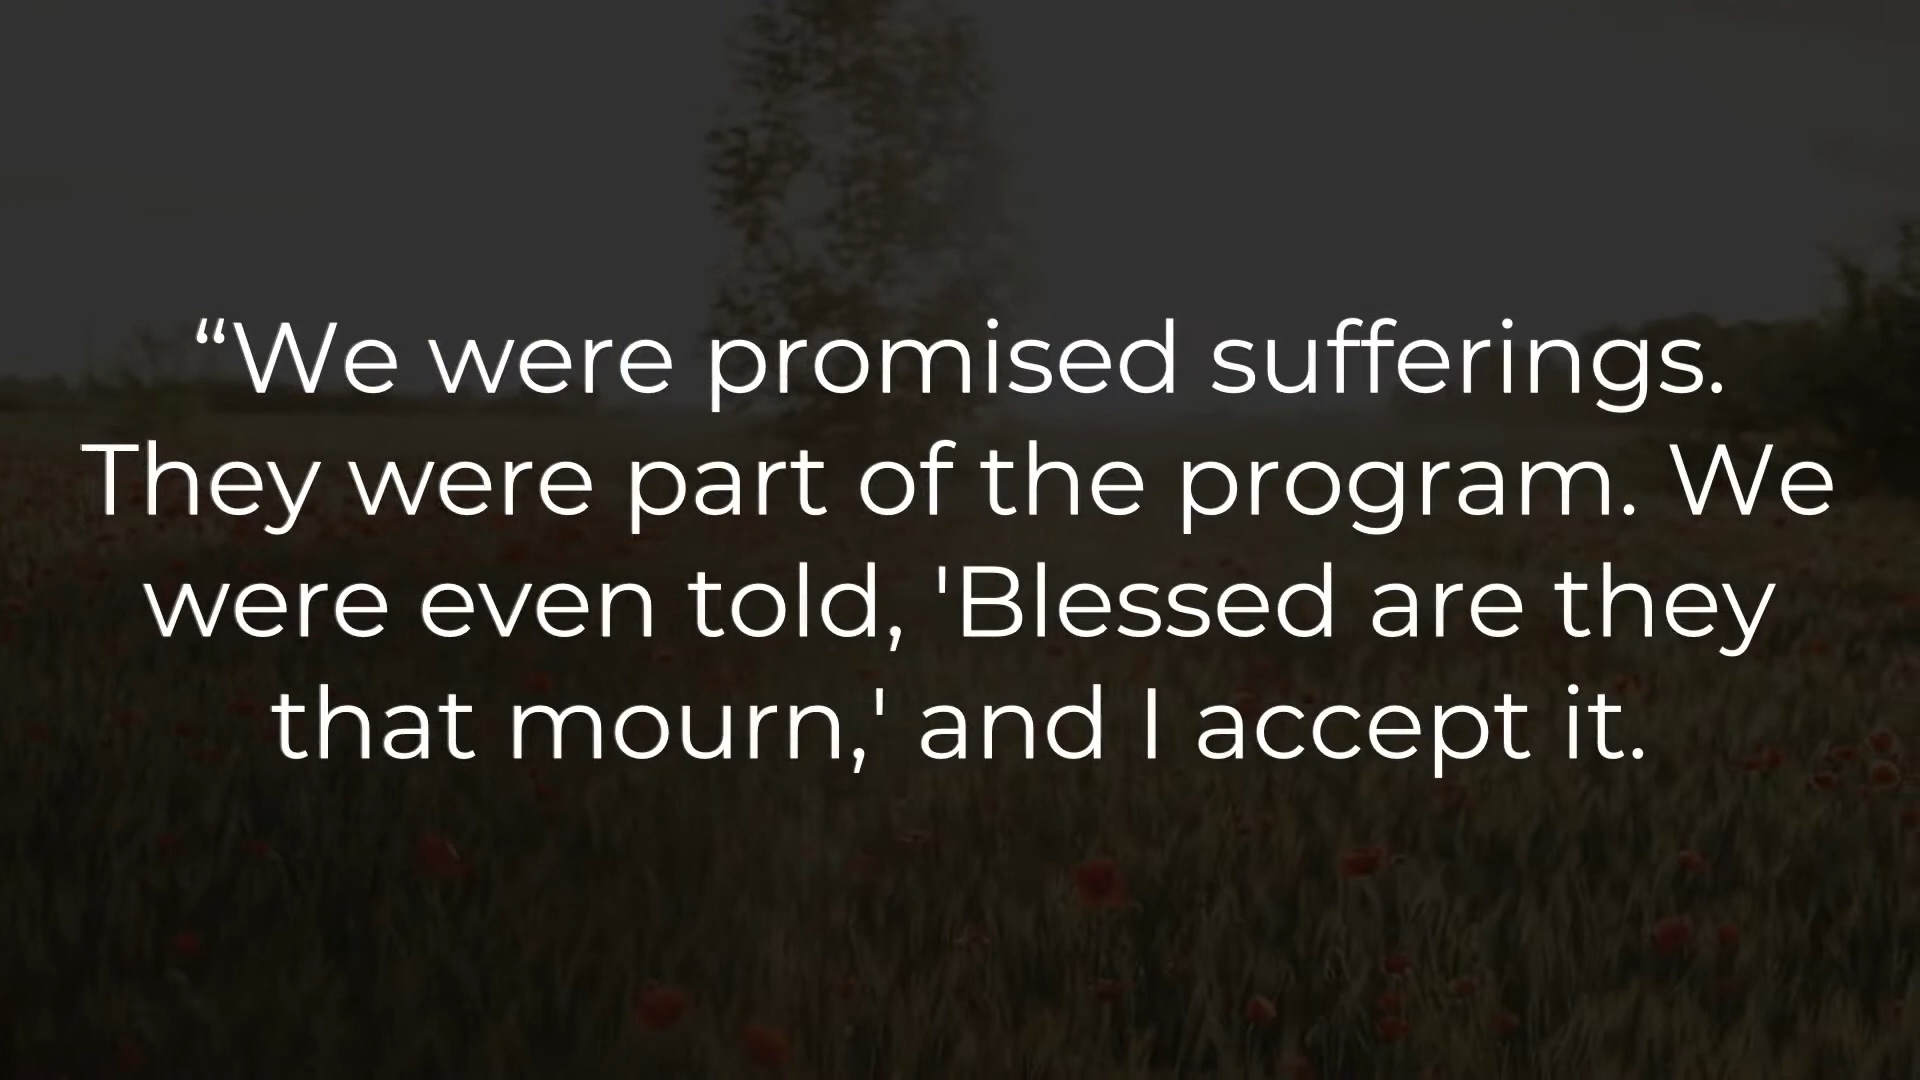 “We were promised sufferings.
They were part of the program. We
were even told, 'Blessed are they
that mourn,' and I accept it.